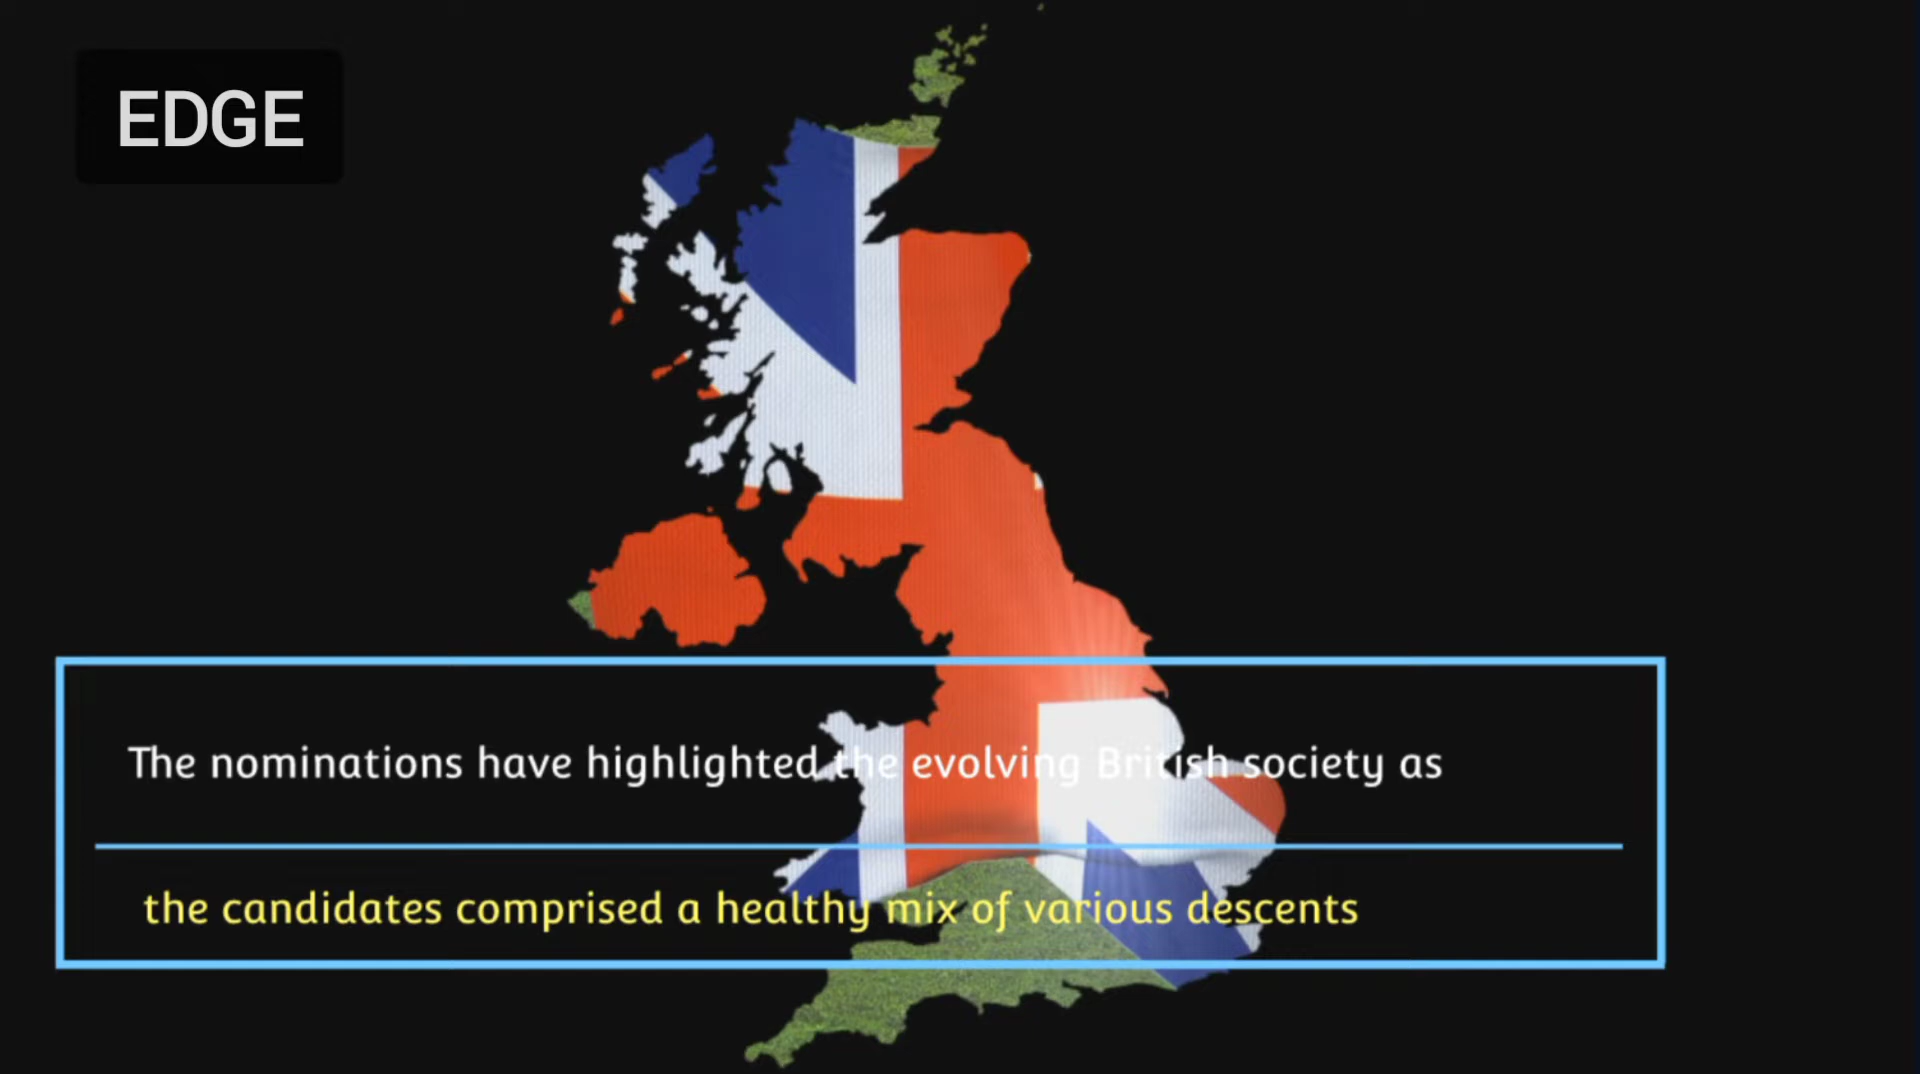 EDGE
The nominations have highlighted the evolving British society as
the candidates comprised a healthy mix of various descents